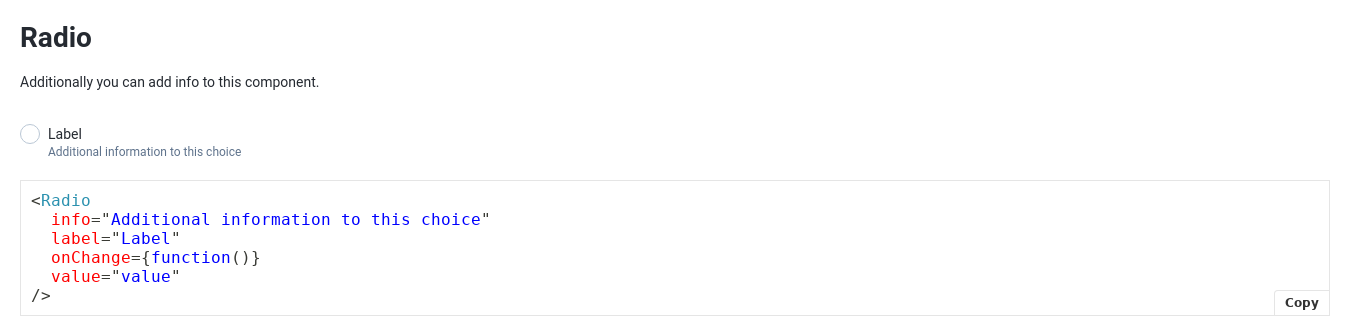 Radio
Additionally you can add info to this component.
Label
Additional information to this choice
<Radio
  info="Additional information to this choice"
  label="Label"
  onChange={function()}
  value="value"
/>
Copy